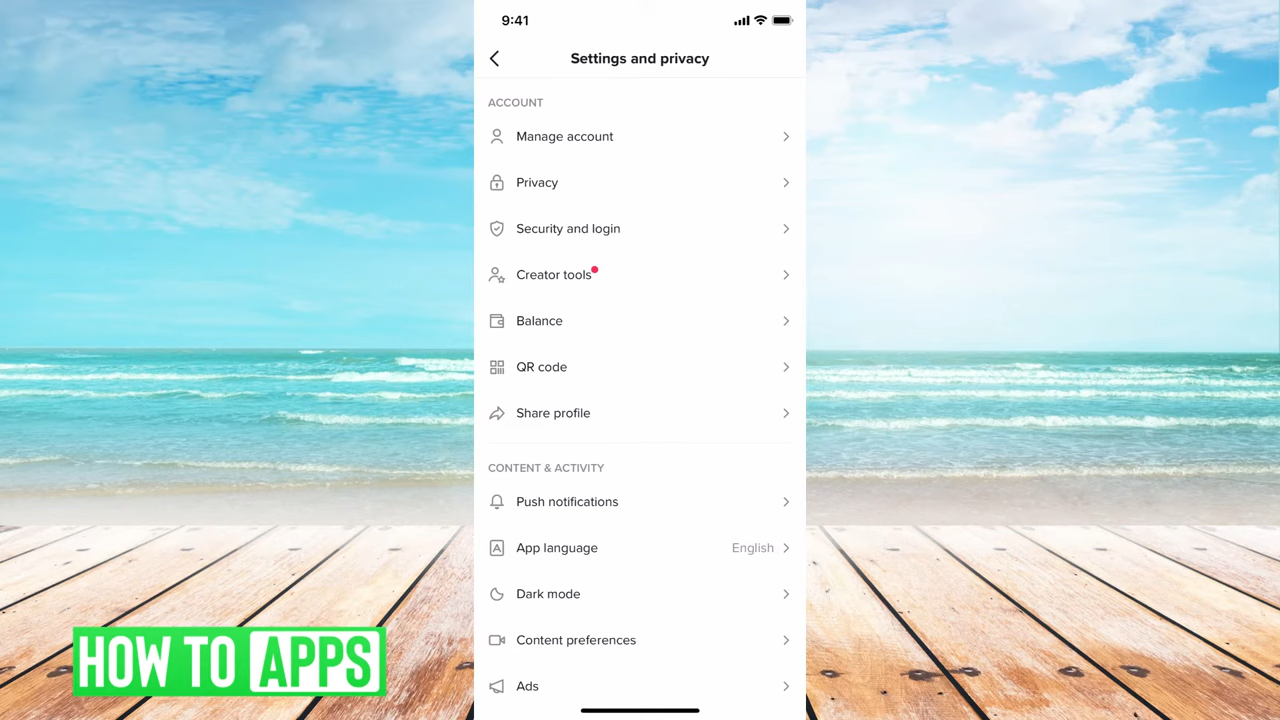 9:41
Settings and privacy
ACCOUNT
Manage account
Privacy
Security and login
Creator tools
Balance
QR code
Share profile
CONTENT & ACTIVITY
Push notifications
App language English
Dark mode
Content preferences
Ads
HOW TO APPS